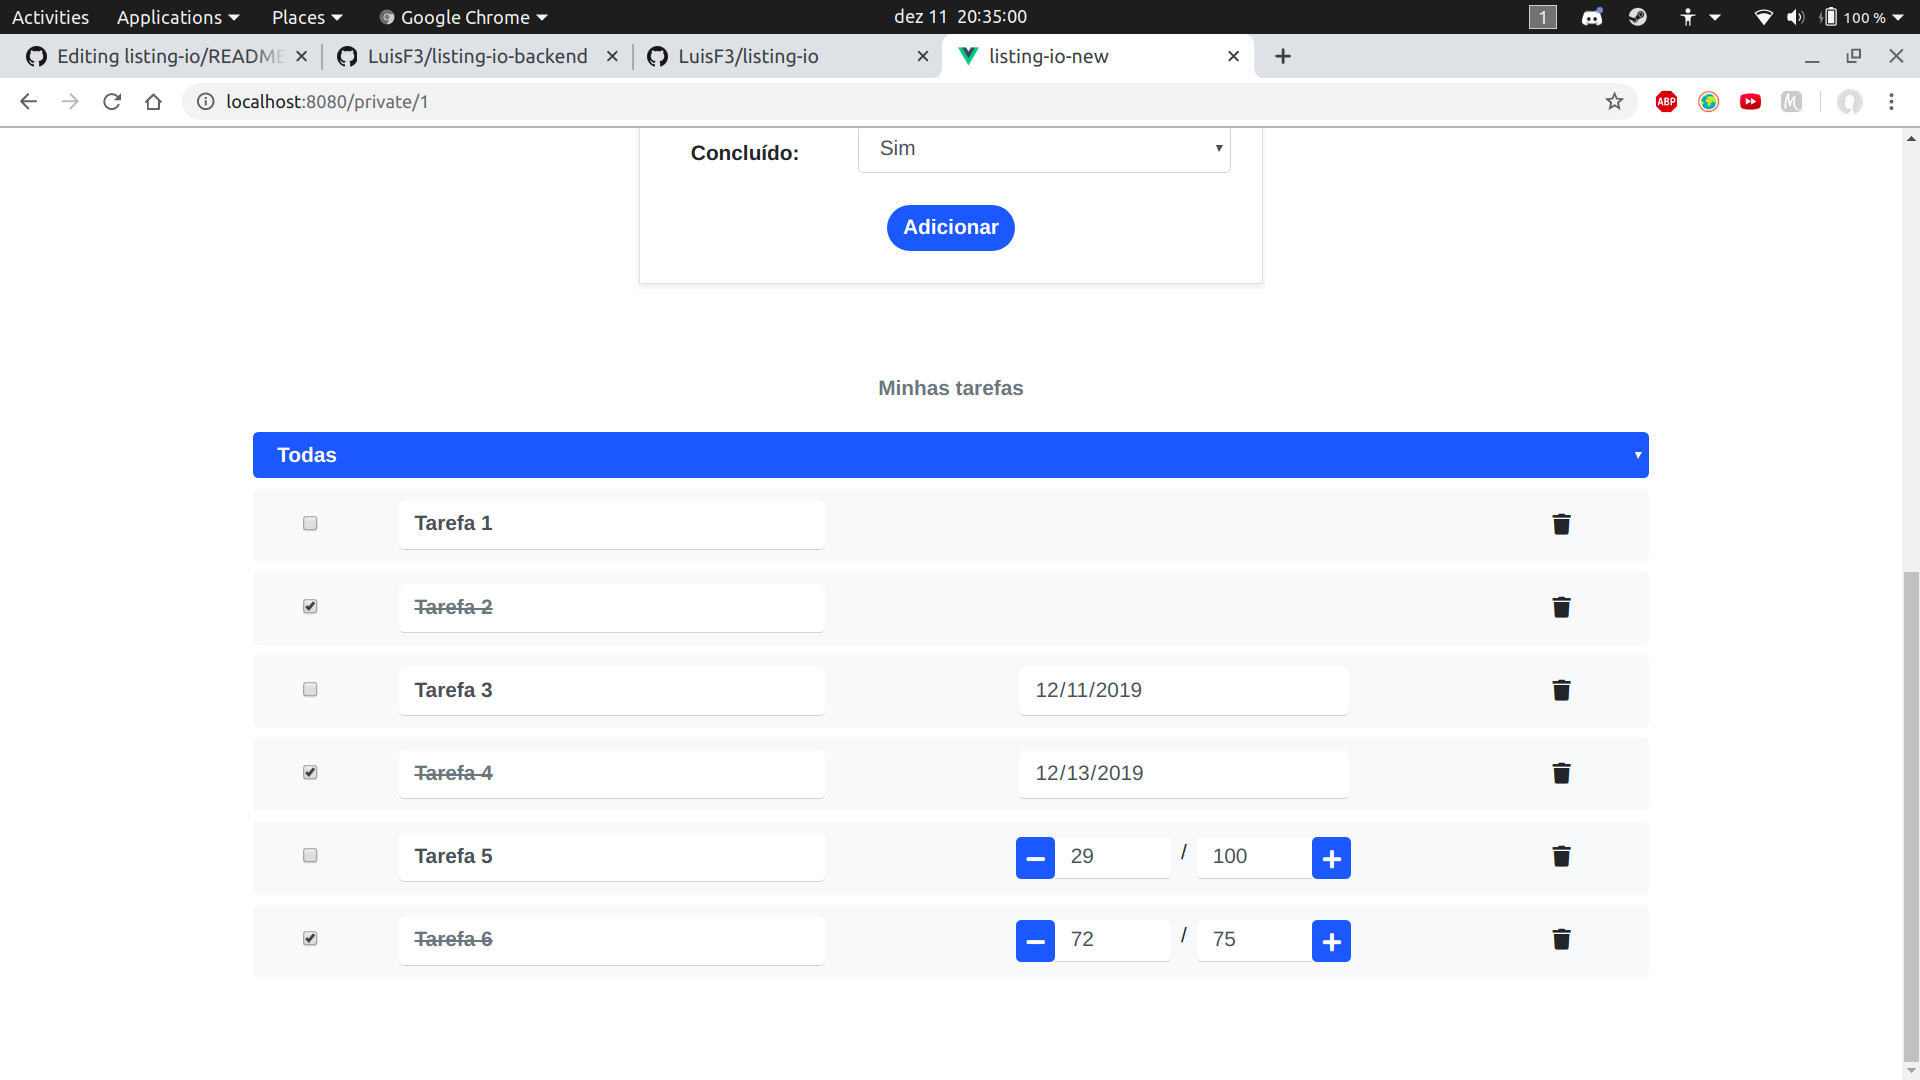 Activities Applications Places Google Chrome dez 11 20:35:00 1 100 %
Editing listing-io/README LuisF3/listing-io-backend LuisF3/listing-io listing-io-new
localhost:8080/private/1 ABP M
Concluído: Sim
Adicionar
Minhas tarefas
Todas
Tarefa 1
Tarefa 2
Tarefa 3 12/11/2019
Tarefa 4 12/13/2019
Tarefa 5 29 / 100
Tarefa 6 72 / 75